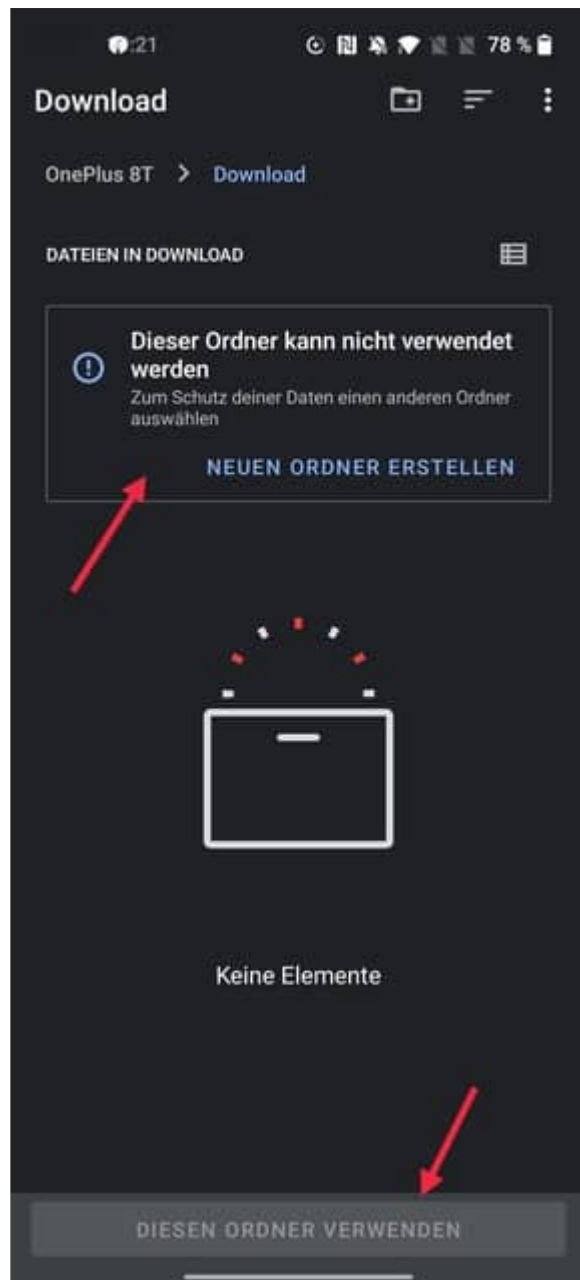 :21 78 %
Download
OnePlus 8T > Download
DATEIEN IN DOWNLOAD
Dieser Ordner kann nicht verwendet
werden
Zum Schutz deiner Daten einen anderen Ordner
auswählen
NEUEN ORDNER ERSTELLEN
Keine Elemente
DIESEN ORDNER VERWENDEN